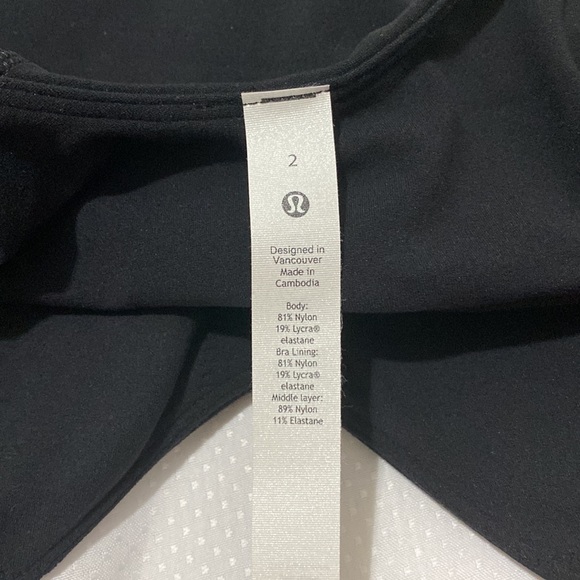 2
Designed in
Vancouver
Made in
Cambodia
Body:
81% Nylon
19% Lycra®
elastane
Bra Lining:
81% Nylon
19% Lycra®
elastane
Middle layer:
89% Nylon
11% Elastane